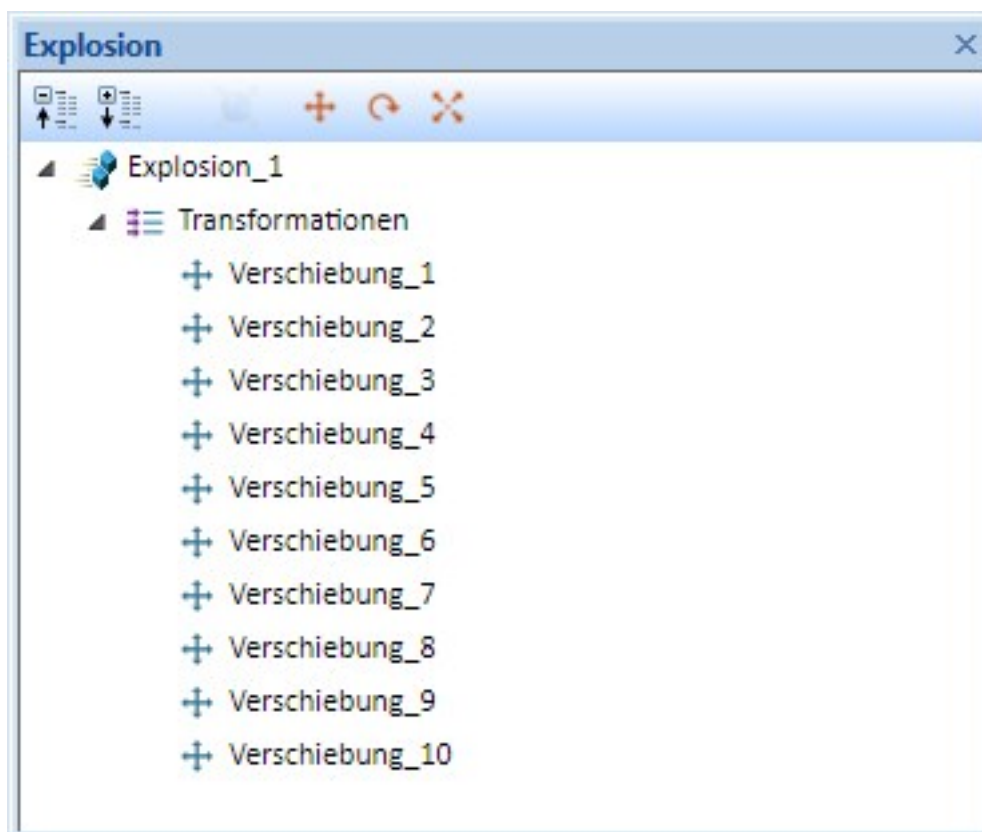 Explosion
Explosion_1
Transformationen
Verschiebung_1
Verschiebung_2
Verschiebung_3
Verschiebung_4
Verschiebung_5
Verschiebung_6
Verschiebung_7
Verschiebung_8
Verschiebung_9
Verschiebung_10